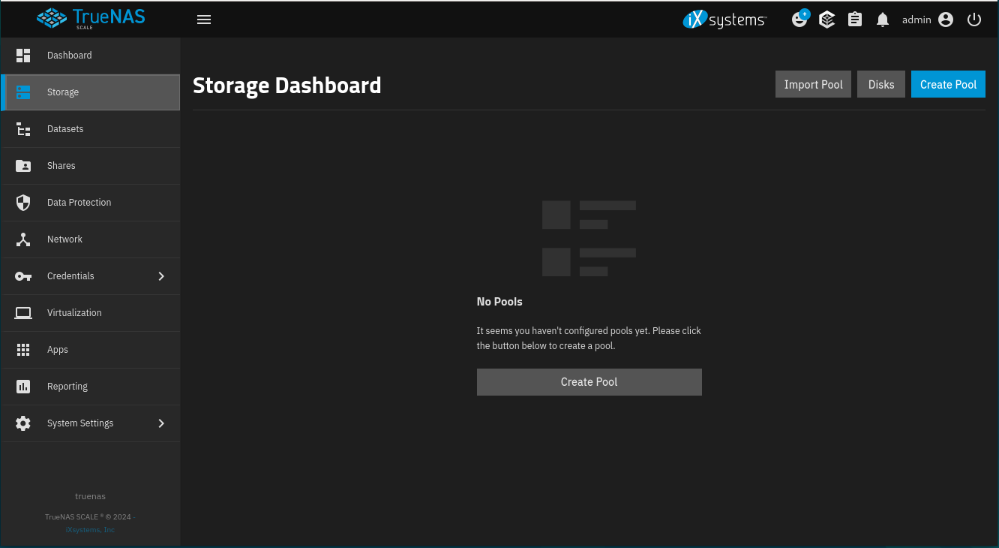 TrueNAS
SCALE
iXsystems™
+
admin
Dashboard
Storage
Datasets
Shares
Data Protection
Network
Credentials
Virtualization
Apps
Reporting
System Settings
truenas
TrueNAS SCALE ® © 2024 -
iXsystems, Inc
Storage Dashboard
Import Pool
Disks
Create Pool
No Pools
It seems you haven't configured pools yet. Please click
the button below to create a pool.
Create Pool